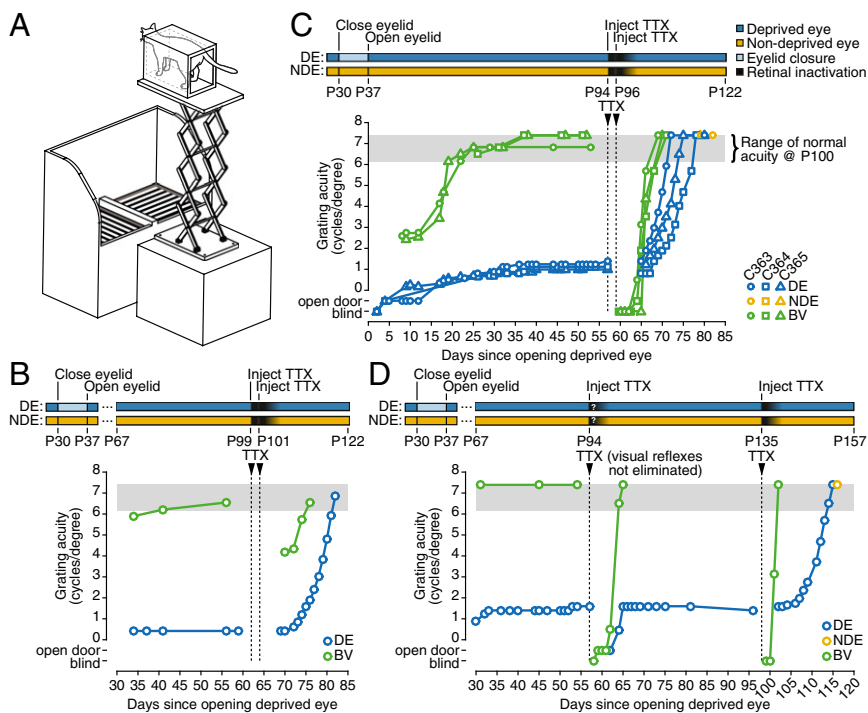 A
C
Close eyelid
Open eyelid
Inject TTX
Inject TTX
Deprived eye
Non-deprived eye
Eyelid closure
Retinal inactivation
DE:
NDE:
P30 P37 P94 P96 P122
TTX
8
7
6
5
4
3
2
1
0
open door
blind
Grating acuity
(cycles/degree)
Range of normal
acuity @ P100
C363
C364
C365
DE
NDE
BV
0 5 10 15 20 25 30 35 40 45 50 55 60 65 70 75 80 85
Days since opening deprived eye
B
Close eyelid
Open eyelid
Inject TTX
Inject TTX
DE:
NDE:
...
P30 P37 P67 P99 P101 P122
TTX
8
7
6
5
4
3
2
1
0
open door
blind
Grating acuity
(cycles/degree)
DE
BV
30 35 40 45 50 55 60 65 70 75 80 85
Days since opening deprived eye
D
Close eyelid
Open eyelid
Inject TTX
Inject TTX
DE:
NDE:
...
?
?
P30 P37 P67 P94 P135 P157
TTX (visual reflexes
not eliminated)
TTX
8
7
6
5
4
3
2
1
0
open door
blind
Grating acuity
(cycles/degree)
DE
NDE
BV
30 35 40 45 50 55 60 65 70 75 80 85 90 95 100 105 110 115 120
Days since opening deprived eye